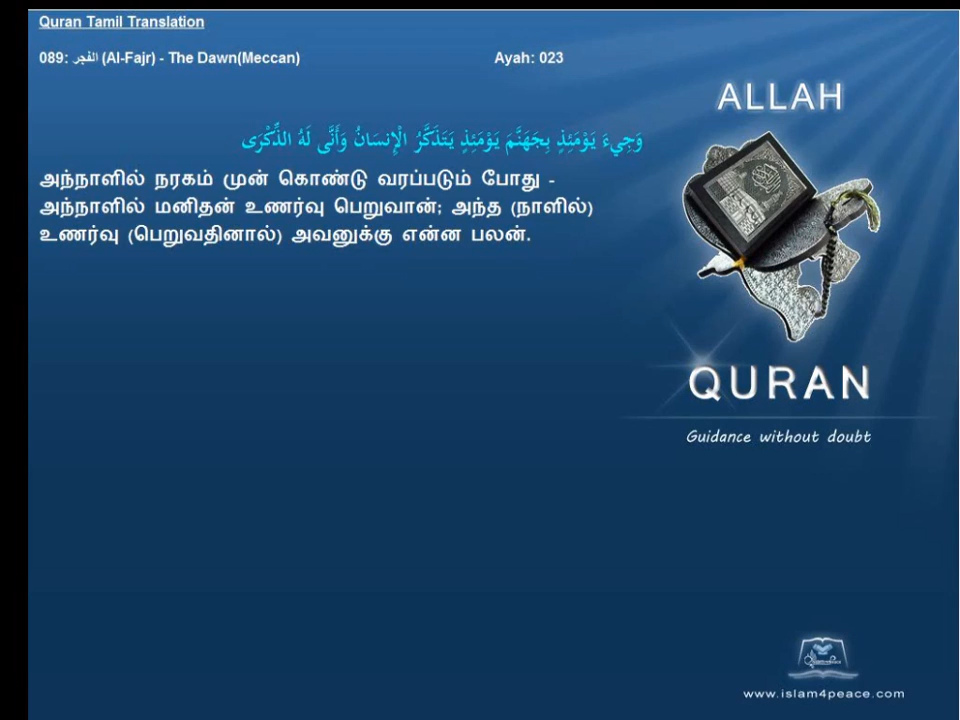 Quran Tamil Translation
089: الفجر (Al-Fajr) - The Dawn(Meccan) Ayah: 023
وَجِيءَ يَوْمَئِذٍ بِجَهَنَّمَ يَوْمَئِذٍ يَتَذَكَّرُ الْإِنسَانُ وَأَنَّى لَهُ الذِّكْرَى
அந்நாளில் நரகம் முன் கொண்டு வரப்படும் போது -
அந்நாளில் மனிதன் உணர்வு பெறுவான்; அந்த (நாளில்)
உணர்வு (பெறுவதினால்) அவனுக்கு என்ன பலன்.
ALLAH
QURAN
Guidance without doubt
www.islam4peace.com